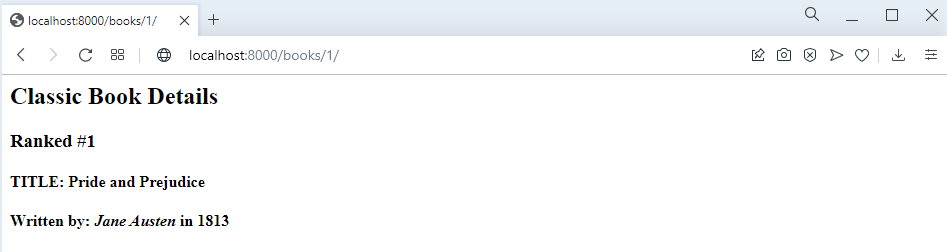 localhost:8000/books/1/
localhost:8000/books/1/
Classic Book Details
Ranked #1
TITLE: Pride and Prejudice
Written by: Jane Austen in 1813